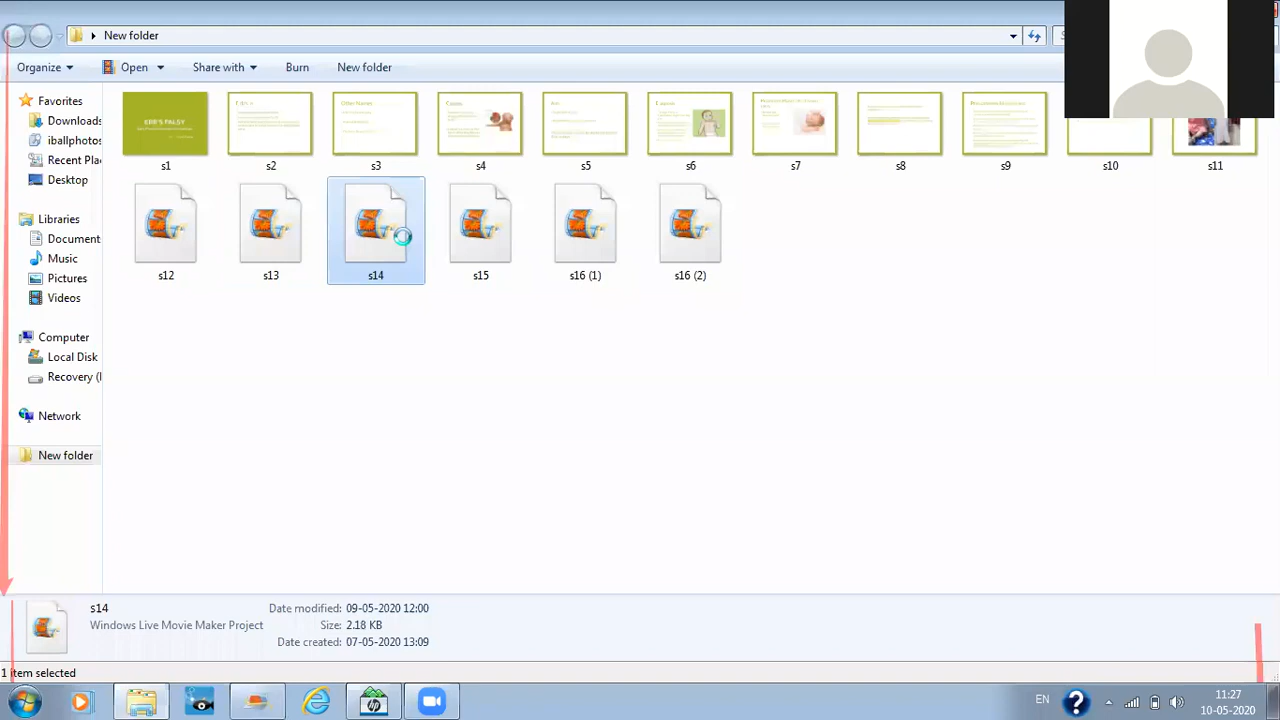 New folder
Organize
Open
Share with
Burn
New folder
Favorites
Downloads
iballphotos
Recent Pla
Desktop
Libraries
Document
Music
Pictures
Videos
Computer
Local Disk
Recovery (I
Network
New folder
ERB'S PALSY
Other Names
s1
s2
s3
s4
s5
s6
s7
s8
s9
s10
s11
s12
s13
s14
s15
s16 (1)
s16 (2)
s14
Date modified: 09-05-2020 12:00
Windows Live Movie Maker Project
Size: 2.18 KB
Date created: 07-05-2020 13:09
1 item selected
EN
11:27
10-05-2020